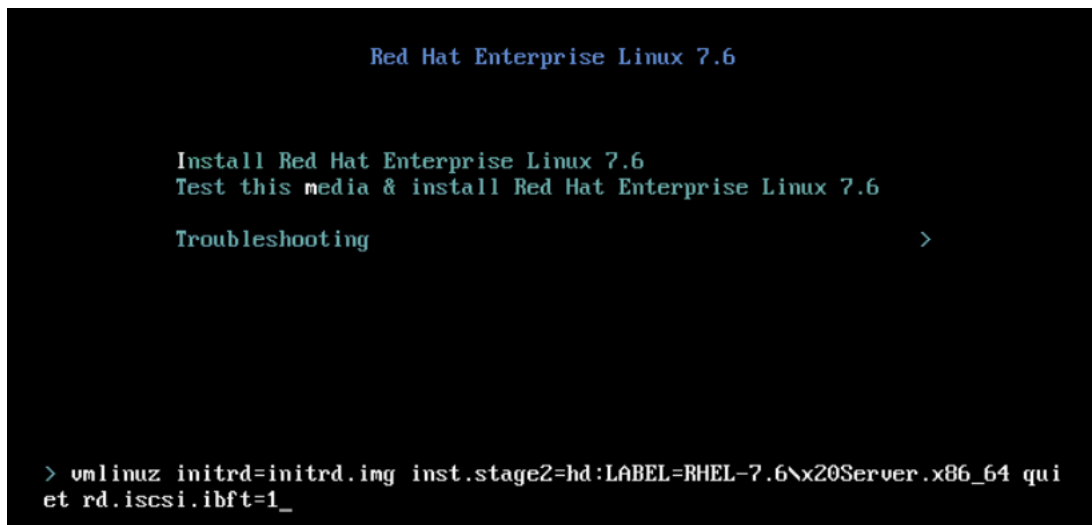 Red Hat Enterprise Linux 7.6
Install Red Hat Enterprise Linux 7.6
Test this media & install Red Hat Enterprise Linux 7.6
Troubleshooting >
> vmlinuz initrd=initrd.img inst.stage2=hd:LABEL=RHEL-7.6\x20Server.x86_64 qui
et rd.iscsi.ibft=1_